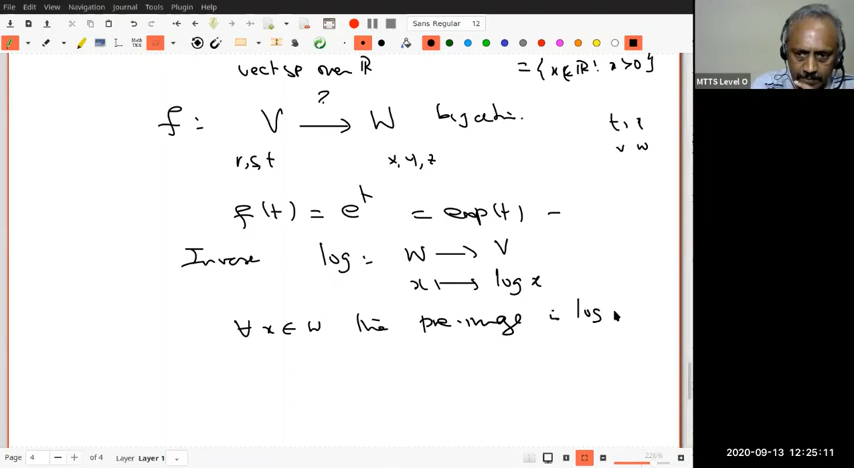 File Edit View Navigation Journal Tools Plugin Help
Sans Regular 12
vect sp over ℝ
= {x∈ℝ : x>0}
?
f : V → W bijection.
r, s, t
x, y, z
v w
f(t) = e^t = exp(t) -
Inverse log : W → V
x ↦ log x
∀ x ∈ W the pre-image is log
MTTS Level O
Page 4 of 4 Layer Layer 1
226%
2020-09-13 12:25:11